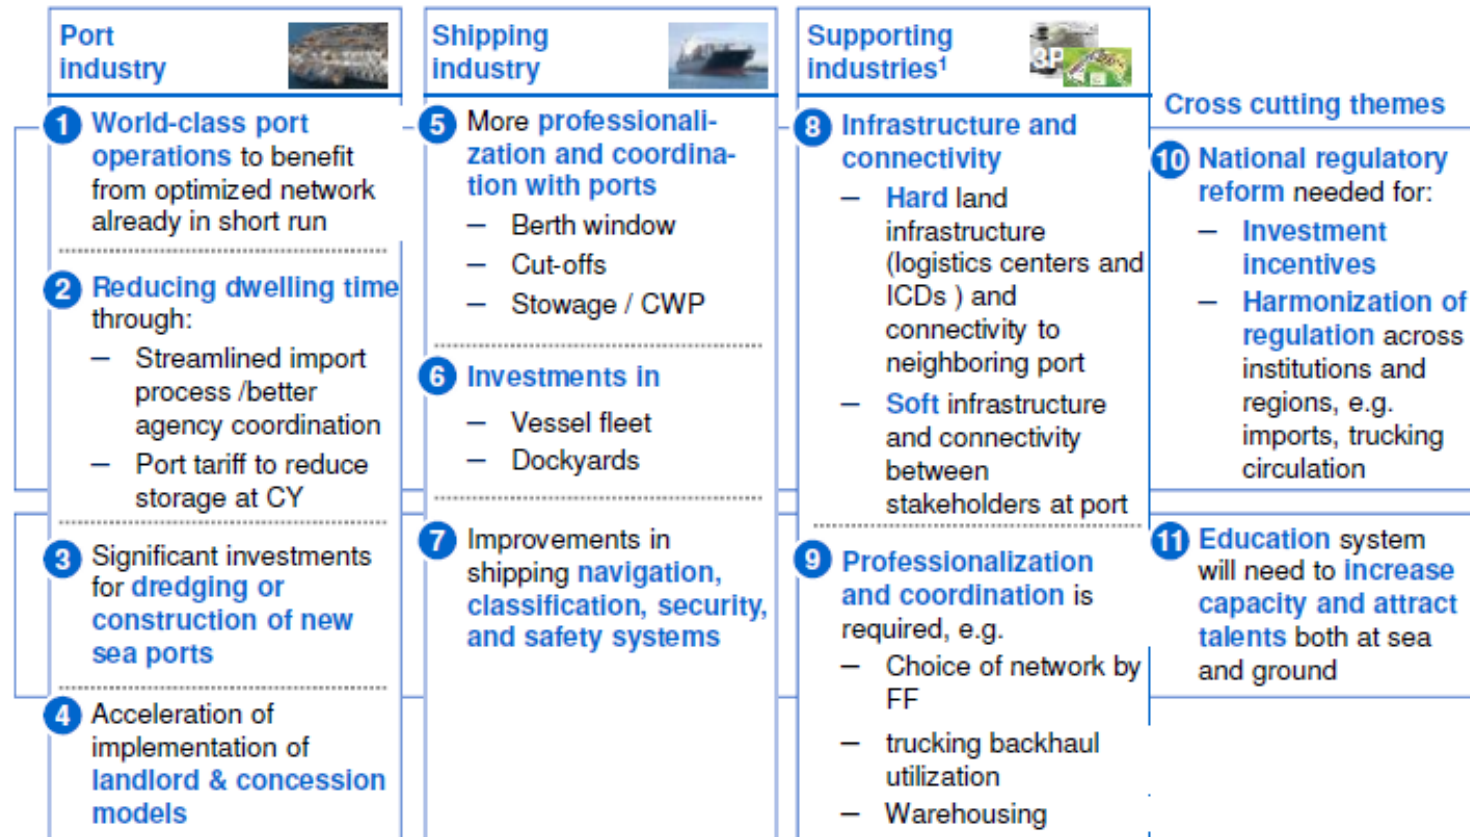 Port
industry
1 World-class port
operations to benefit
from optimized network
already in short run
2 Reducing dwelling time
through:
– Streamlined import
process /better
agency coordination
– Port tariff to reduce
storage at CY
3 Significant investments
for dredging or
construction of new
sea ports
4 Acceleration of
implementation of
landlord & concession
models
Shipping
industry
5 More professionali-
zation and coordina-
tion with ports
– Berth window
– Cut-offs
– Stowage / CWP
6 Investments in
– Vessel fleet
– Dockyards
7 Improvements in
shipping navigation,
classification, security,
and safety systems
Supporting
industries¹
3P
8 Infrastructure and
connectivity
– Hard land
infrastructure
(logistics centers and
ICDs ) and
connectivity to
neighboring port
– Soft infrastructure
and connectivity
between
stakeholders at port
9 Professionalization
and coordination is
required, e.g.
– Choice of network by
FF
– trucking backhaul
utilization
– Warehousing
Cross cutting themes
10 National regulatory
reform needed for:
– Investment
incentives
– Harmonization of
regulation across
institutions and
regions, e.g.
imports, trucking
circulation
11 Education system
will need to increase
capacity and attract
talents both at sea
and ground